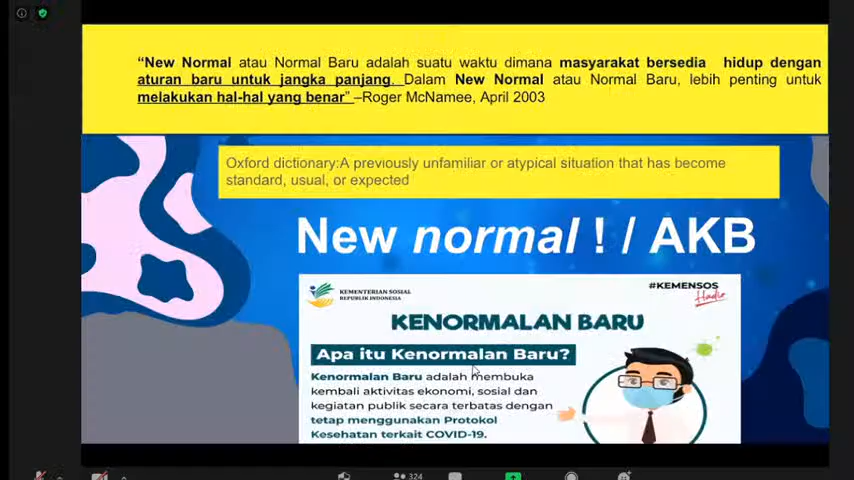 “New Normal atau Normal Baru adalah suatu waktu dimana masyarakat bersedia hidup dengan
aturan baru untuk jangka panjang. Dalam New Normal atau Normal Baru, lebih penting untuk
melakukan hal-hal yang benar” –Roger McNamee, April 2003
Oxford dictionary:A previously unfamiliar or atypical situation that has become
standard, usual, or expected
New normal ! / AKB
KEMENTERIAN SOSIAL
REPUBLIK INDONESIA
#KEMENSOS
Hadir
KENORMALAN BARU
Apa itu Kenormalan Baru?
Kenormalan Baru adalah membuka
kembali aktivitas ekonomi, sosial dan
kegiatan publik secara terbatas dengan
tetap menggunakan Protokol
Kesehatan terkait COVID-19.
324